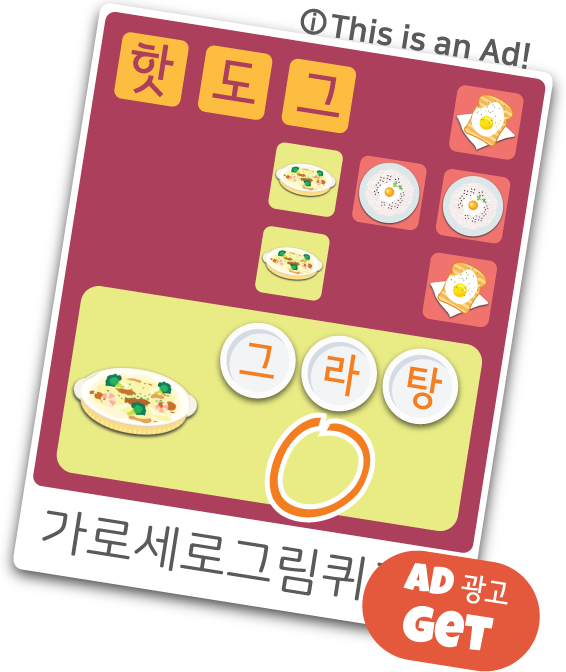 ⓘ This is an Ad!
핫 도 그
그 라 탕
가로세로그림퀴
AD 광고
GET